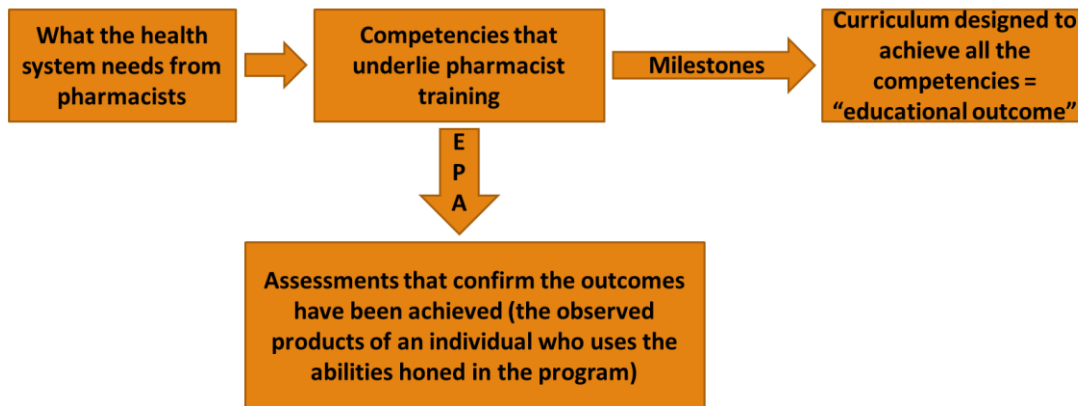 What the health
system needs from
pharmacists
Competencies that
underlie pharmacist
training
Milestones
Curriculum designed to
achieve all the
competencies =
“educational outcome”
E
P
A
Assessments that confirm the outcomes
have been achieved (the observed
products of an individual who uses the
abilities honed in the program)